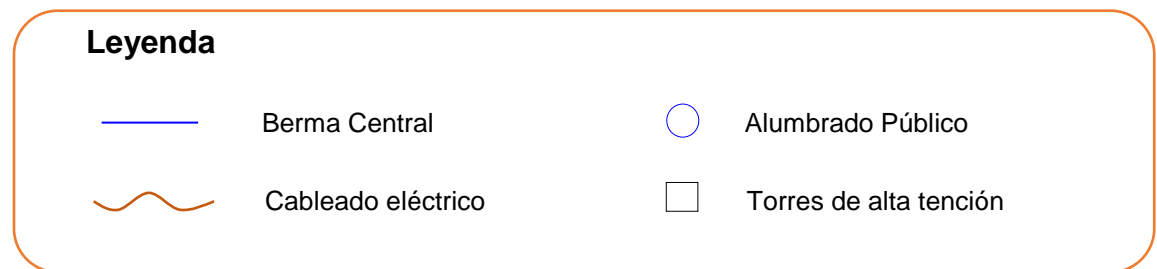 Leyenda
Berma Central
Alumbrado Público
Cableado eléctrico
Torres de alta tención